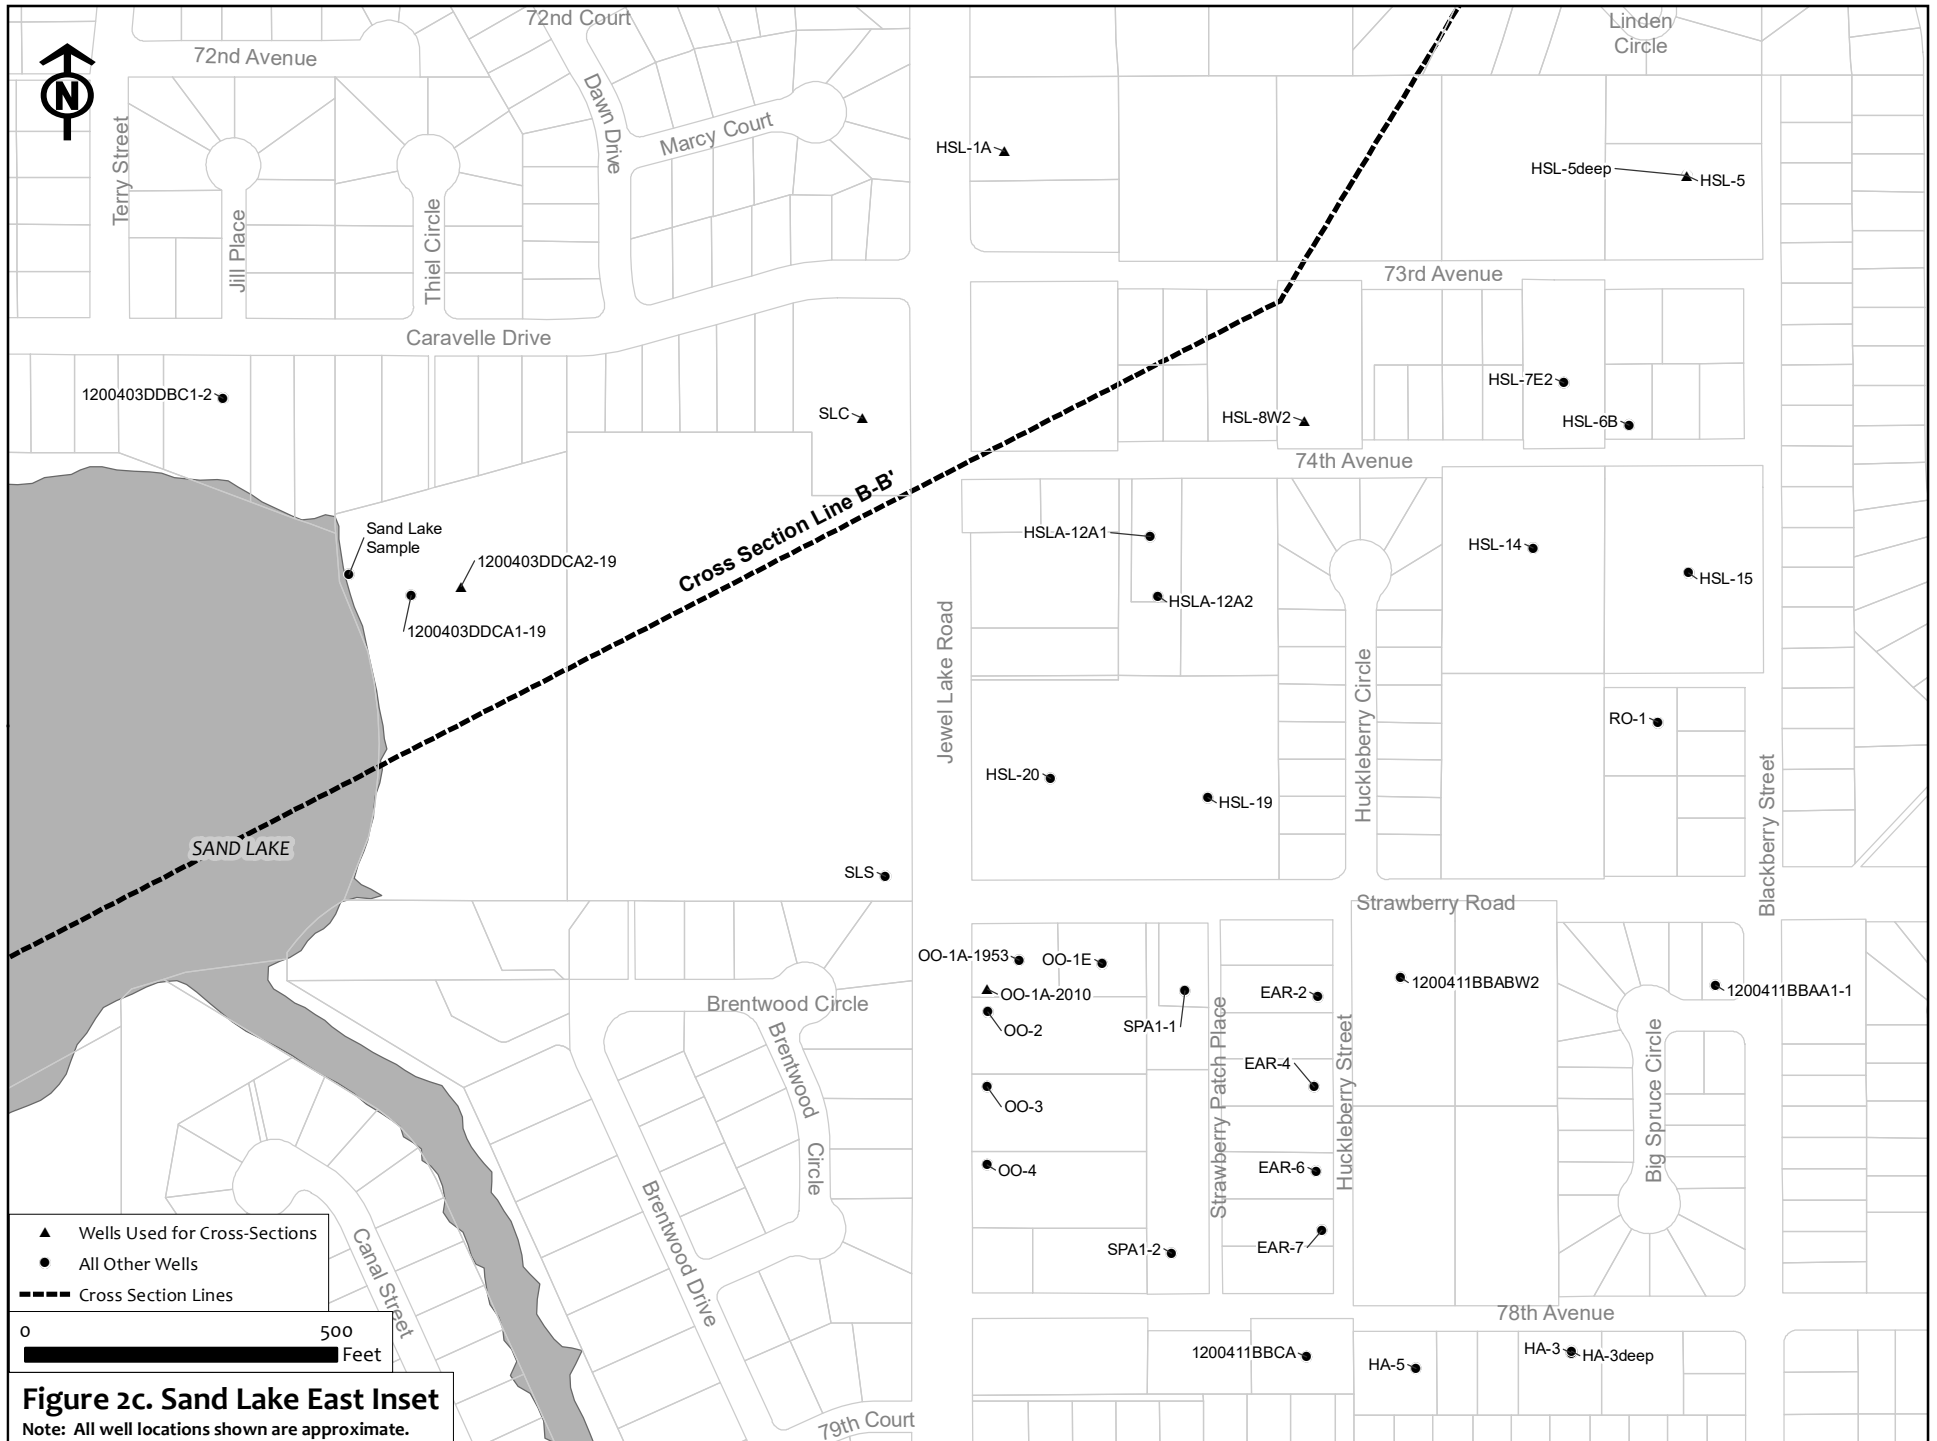 72nd Court
Linden
Circle
72nd Avenue
N
Dawn Drive
Marcy Court
Terry Street
HSL-1A
HSL-5deep
HSL-5
Jill Place
Thiel Circle
73rd Avenue
Caravelle Drive
1200403DDBC1-2
SLC
HSL-8W2
HSL-7E2
HSL-6B
74th Avenue
Cross Section Line B-B'
Sand Lake
Sample
1200403DDCA2-19
1200403DDCA1-19
HSLA-12A1
HSLA-12A2
HSL-14
HSL-15
Jewel Lake Road
Huckleberry Circle
RO-1
HSL-20
HSL-19
Blackberry Street
SAND LAKE
SLS
Strawberry Road
OO-1A-1953
OO-1E
OO-1A-2010
OO-2
SPA1-1
EAR-2
1200411BBABW2
1200411BBAA1-1
Brentwood Circle
Brentwood
Circle
EAR-4
OO-3
Strawberry Patch Place
Huckleberry Street
Big Spruce Circle
OO-4
EAR-6
EAR-7
SPA1-2
Brentwood Drive
Canal Street
78th Avenue
1200411BBCA
HA-5
HA-3
HA-3deep
79th Court
Wells Used for Cross-Sections
All Other Wells
Cross Section Lines
0 500
Feet
Figure 2c. Sand Lake East Inset
Note: All well locations shown are approximate.